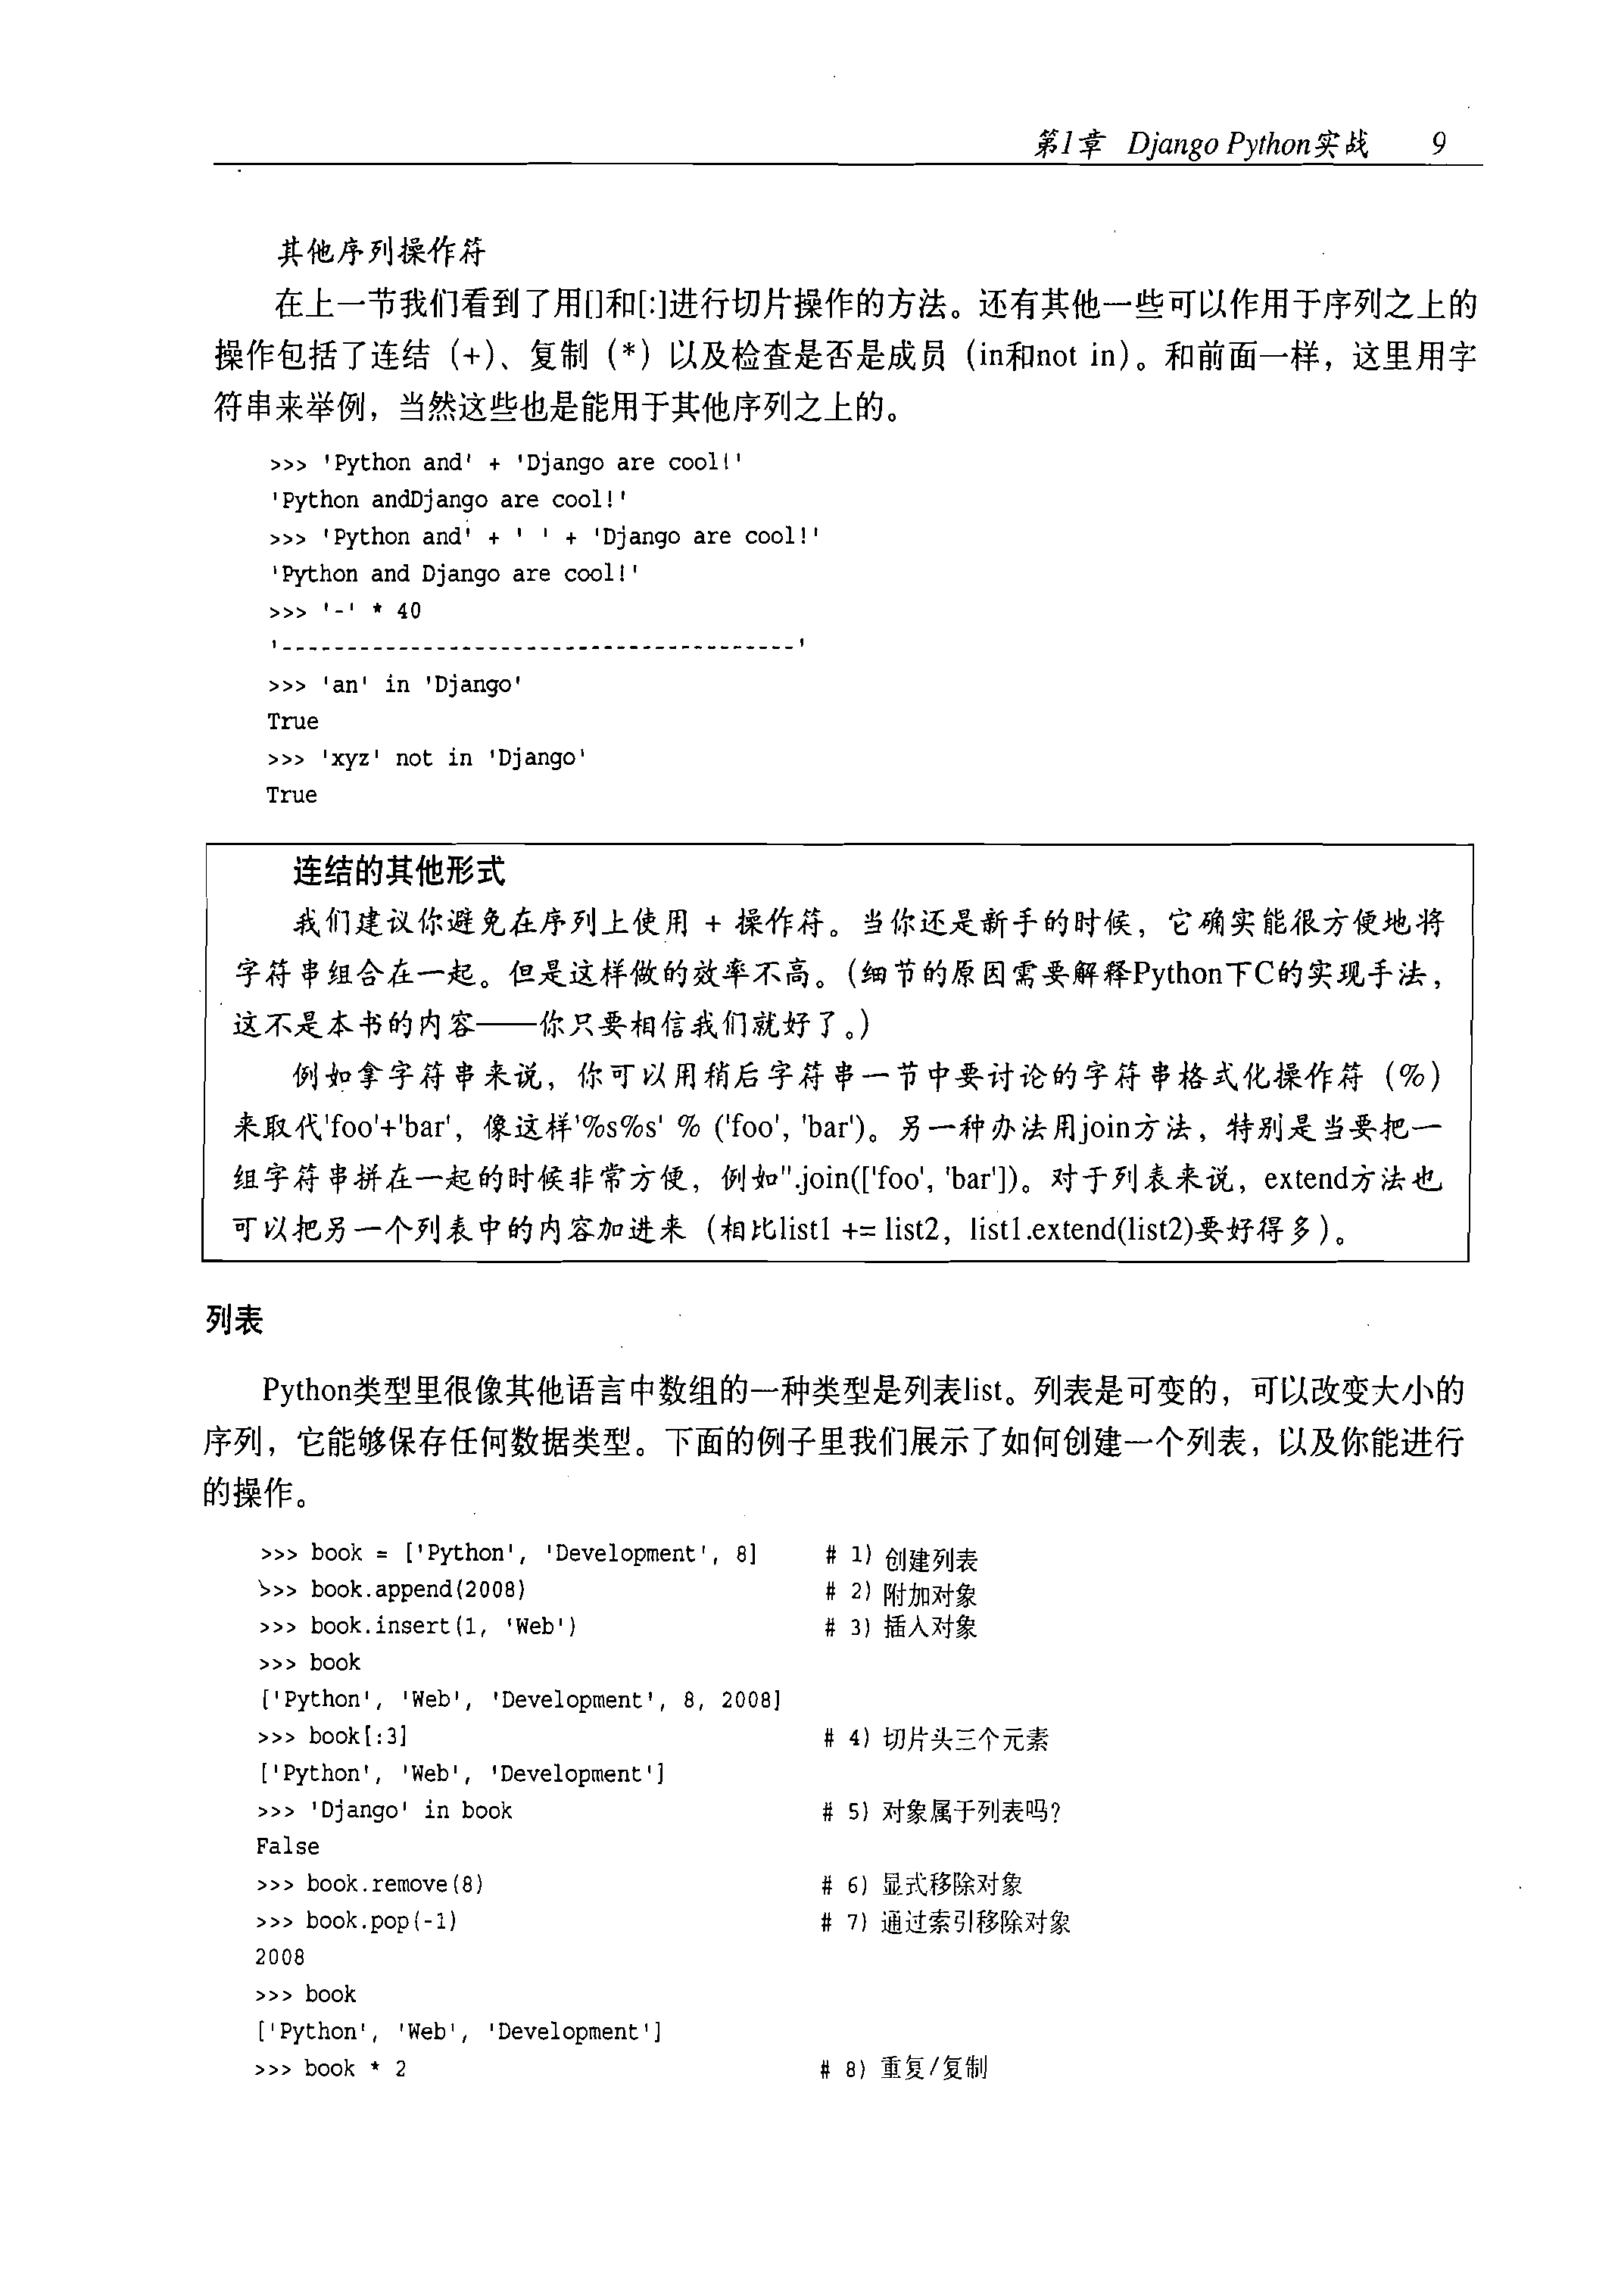 第1章 Django Python实战 9
其他序列操作符
在上一节我们看到了用[]和[:]进行切片操作的方法。还有其他一些可以作用于序列之上的
操作包括了连结（+）、复制（*）以及检查是否是成员（in和not in）。和前面一样，这里用字
符串来举例，当然这些也是能用于其他序列之上的。
>>> 'Python and' + 'Django are cool!'
'Python andDjango are cool!'
>>> 'Python and' + ' ' + 'Django are cool!'
'Python and Django are cool!'
>>> '-' * 40
'----------------------------------------'
>>> 'an' in 'Django'
True
>>> 'xyz' not in 'Django'
True
连结的其他形式
我们建议你避免在序列上使用 + 操作符。当你还是新手的时候，它确实能很方便地将
字符串组合在一起。但是这样做的效率不高。（细节的原因需要解释Python下C的实现手法，
这不是本书的内容——你只要相信我们就好了。）
例如拿字符串来说，你可以用稍后字符串一节中要讨论的字符串格式化操作符（%）
来取代'foo'+'bar'，像这样'%s%s' % ('foo', 'bar')。另一种办法用join方法，特别是当要把一
组字符串拼在一起的时候非常方便，例如''.join(['foo', 'bar'])。对于列表来说，extend方法也
可以把另一个列表中的内容加进来（相比list1 += list2，list1.extend(list2)要好得多）。
列表
Python类型里很像其他语言中数组的一种类型是列表list。列表是可变的，可以改变大小的
序列，它能够保存任何数据类型。下面的例子里我们展示了如何创建一个列表，以及你能进行
的操作。
>>> book = ['Python', 'Development', 8] # 1) 创建列表
>>> book.append(2008) # 2) 附加对象
>>> book.insert(1, 'Web') # 3) 插入对象
>>> book
['Python', 'Web', 'Development', 8, 2008]
>>> book[:3] # 4) 切片头三个元素
['Python', 'Web', 'Development']
>>> 'Django' in book # 5) 对象属于列表吗?
False
>>> book.remove(8) # 6) 显式移除对象
>>> book.pop(-1) # 7) 通过索引移除对象
2008
>>> book
['Python', 'Web', 'Development']
>>> book * 2 # 8) 重复/复制